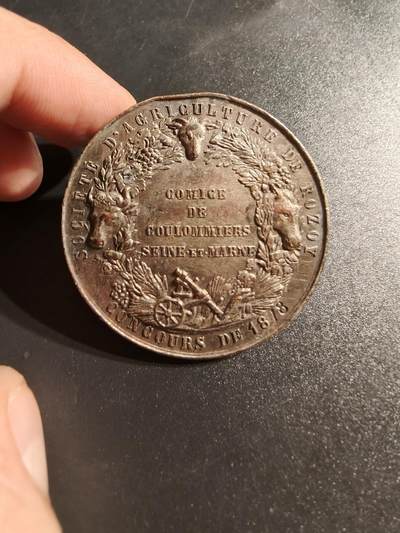 SOCIÉTÉ D'AGRICULTURE DE ROZOY
COMICE
DE
COULOMMIERS
SEINE-ET-MARNE
CONCOURS DE 1878